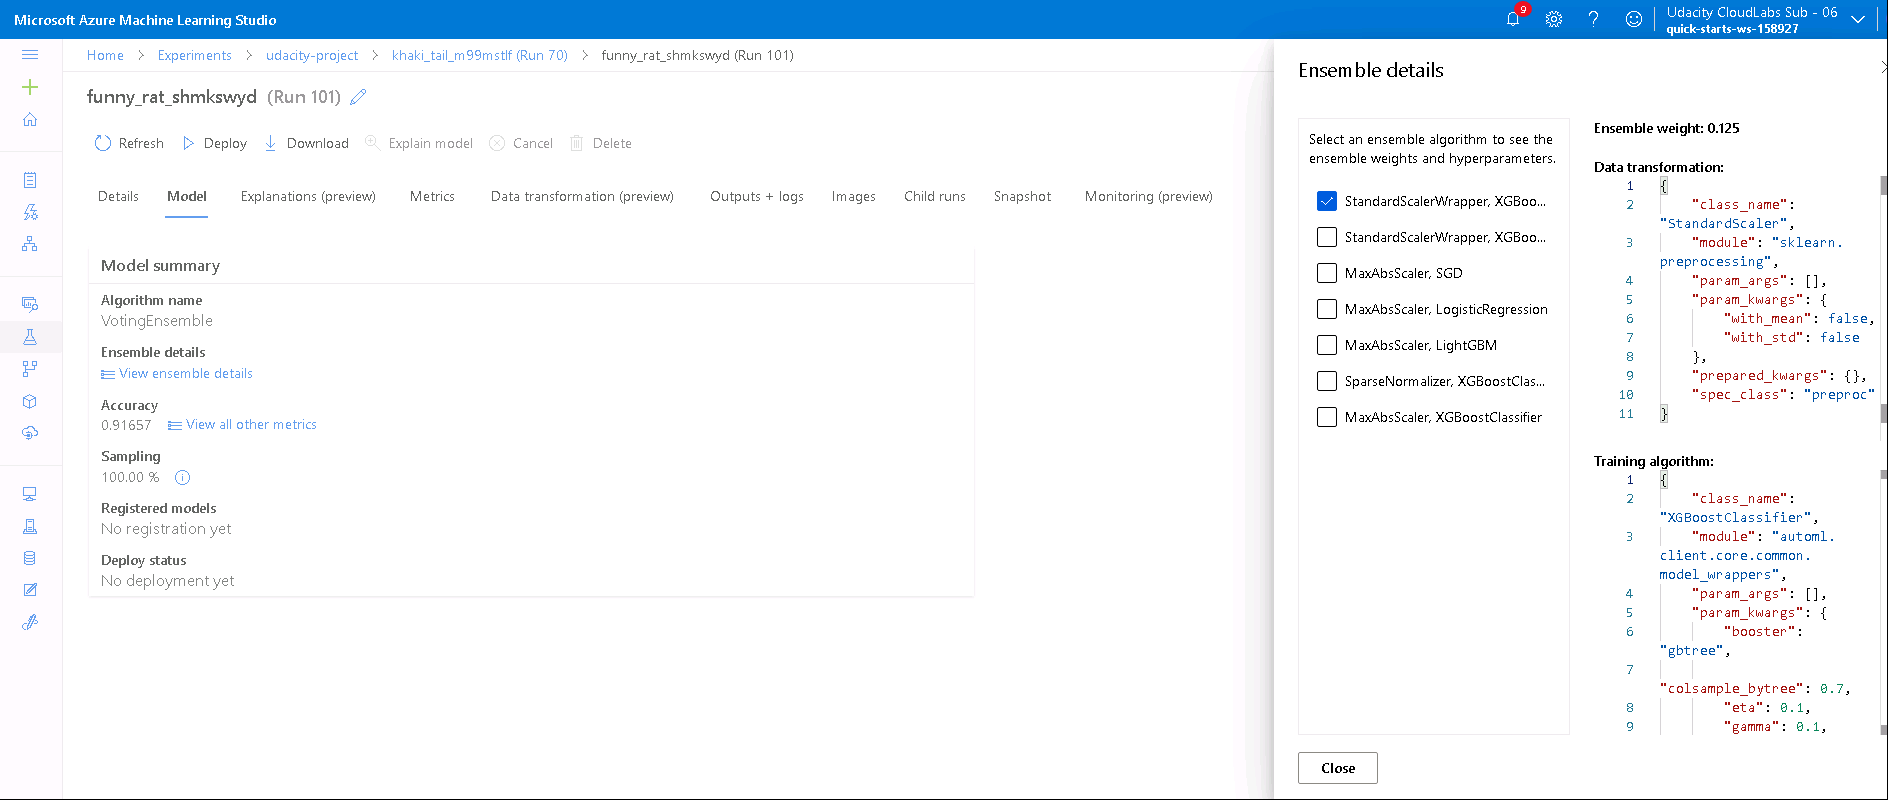 Microsoft Azure Machine Learning Studio
9
Udacity CloudLabs Sub - 06
quick-starts-ws-158927
Home > Experiments > udacity-project > khaki_tail_m99mstlf (Run 70) > funny_rat_shmkswyd (Run 101)
funny_rat_shmkswyd (Run 101)
Refresh Deploy Download Explain model Cancel Delete
Details Model Explanations (preview) Metrics Data transformation (preview) Outputs + logs Images Child runs Snapshot Monitoring (preview)
Model summary
Algorithm name
VotingEnsemble
Ensemble details
View ensemble details
Accuracy
0.91657 View all other metrics
Sampling
100.00 %
Registered models
No registration yet
Deploy status
No deployment yet
Ensemble details
Select an ensemble algorithm to see the
ensemble weights and hyperparameters.
StandardScalerWrapper, XGBoo...
StandardScalerWrapper, XGBoo...
MaxAbsScaler, SGD
MaxAbsScaler, LogisticRegression
MaxAbsScaler, LightGBM
SparseNormalizer, XGBoostClas...
MaxAbsScaler, XGBoostClassifier
Close
Ensemble weight: 0.125
Data transformation:
1 {
2 "class_name":
"StandardScaler",
3 "module": "sklearn.
preprocessing",
4 "param_args": [],
5 "param_kwargs": {
6 "with_mean": false,
7 "with_std": false
8 },
9 "prepared_kwargs": {},
10 "spec_class": "preproc"
11 }
Training algorithm:
1 {
2 "class_name":
"XGBoostClassifier",
3 "module": "automl.
client.core.common.
model_wrappers",
4 "param_args": [],
5 "param_kwargs": {
6 "booster":
"gbtree",
7
"colsample_bytree": 0.7,
8 "eta": 0.1,
9 "gamma": 0.1,